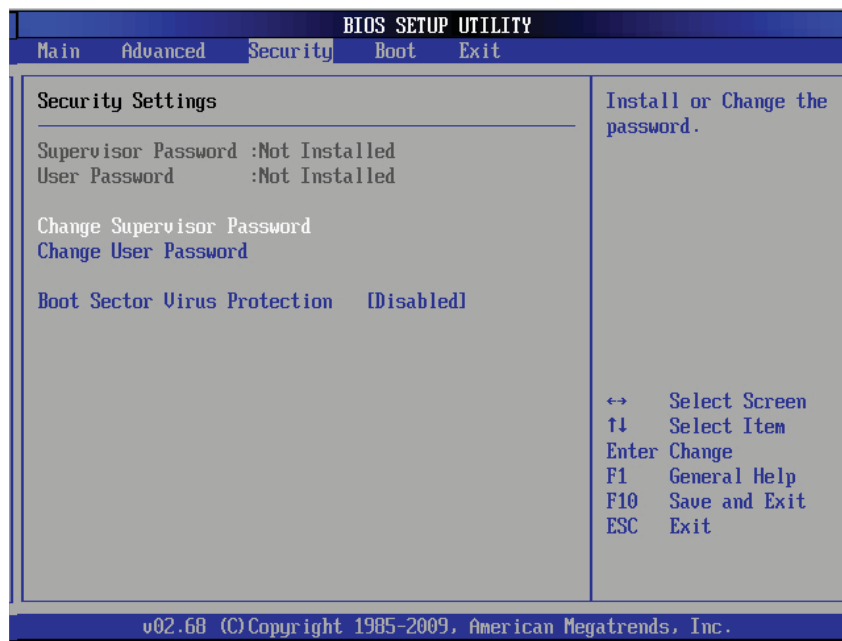 BIOS SETUP UTILITY
Main Advanced Security Boot Exit
Security Settings
Supervisor Password :Not Installed
User Password :Not Installed
Change Supervisor Password
Change User Password
Boot Sector Virus Protection [Disabled]
Install or Change the
password.
↔ Select Screen
↑↓ Select Item
Enter Change
F1 General Help
F10 Save and Exit
ESC Exit
v02.68 (C)Copyright 1985-2009, American Megatrends, Inc.